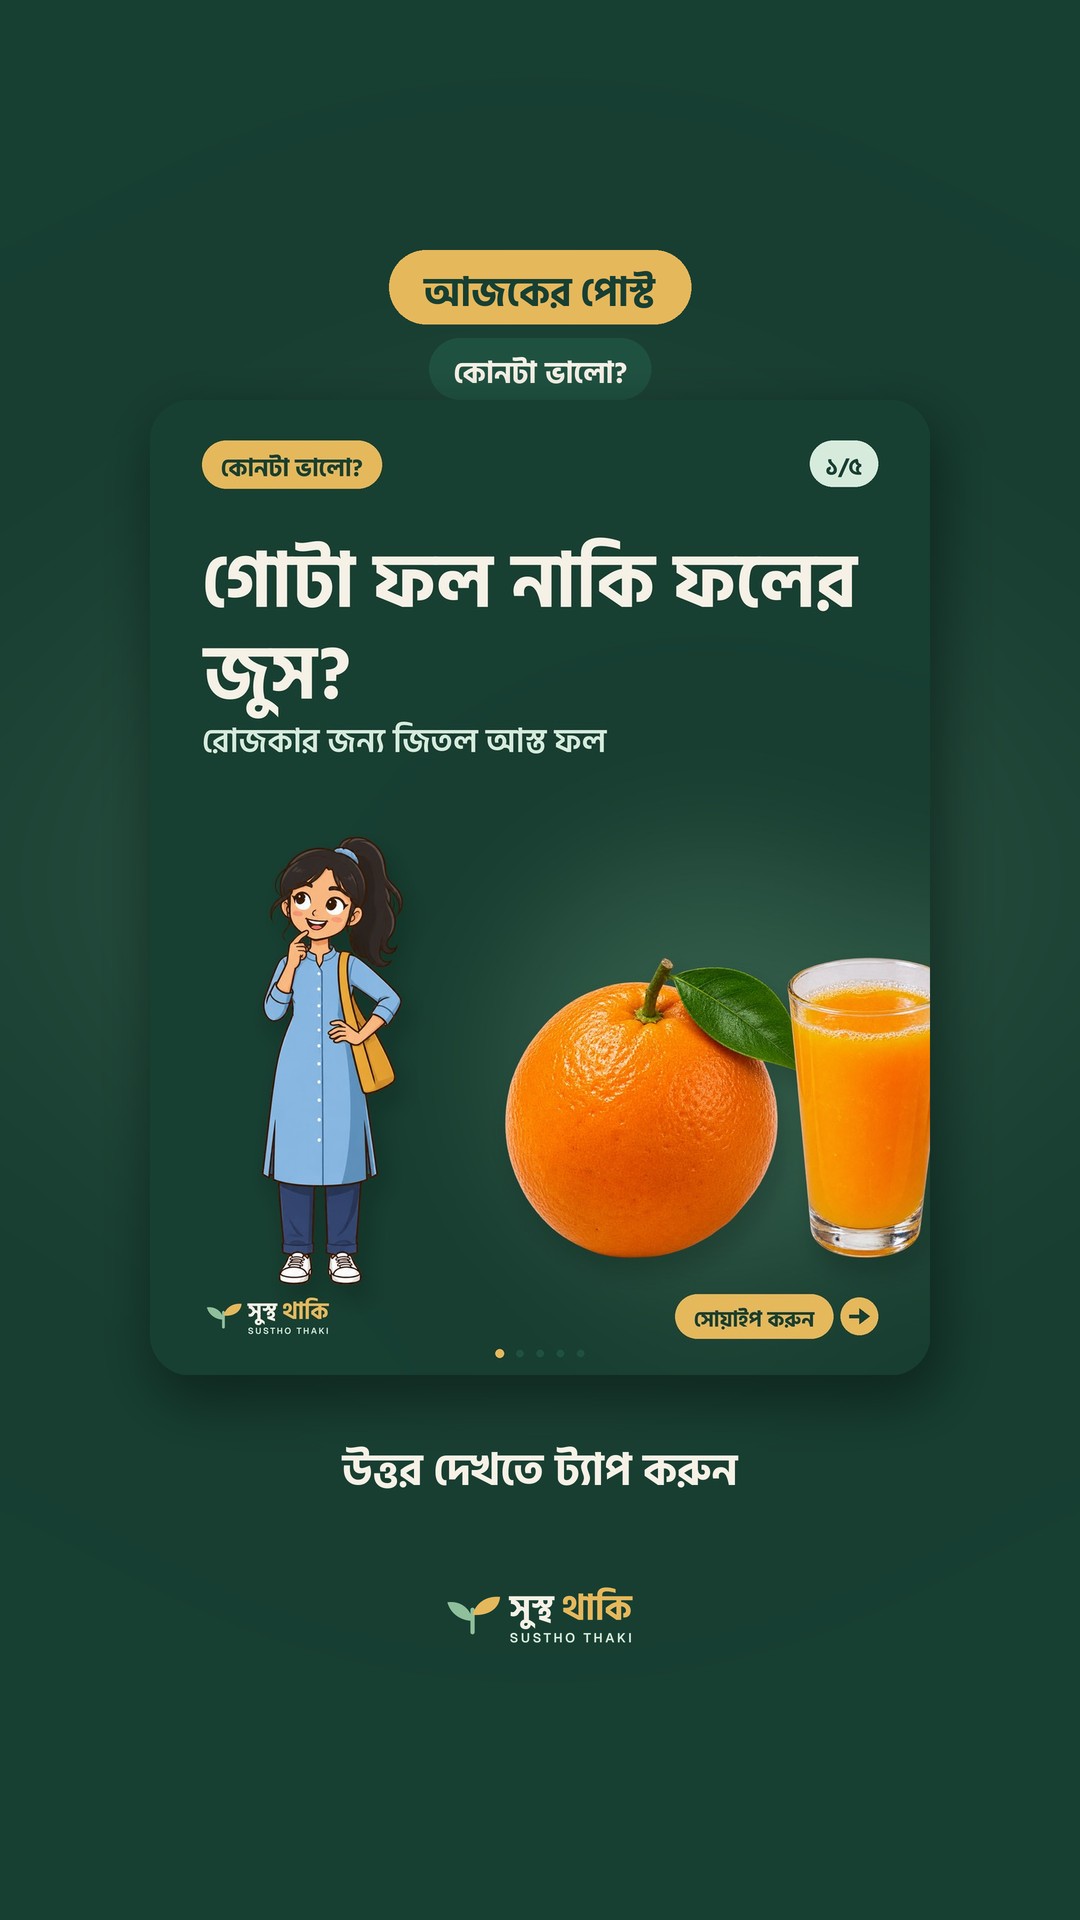 আজকের পোস্ট
কোনটা ভালো?
কোনটা ভালো?
১/৫
গোটা ফল নাকি ফলের
জুস?
রোজকার জন্য জিতল আস্ত ফল
সুস্থ থাকি
SUSTHO THAKI
সোয়াইপ করুন
উত্তর দেখতে ট্যাপ করুন
সুস্থ থাকি
SUSTHO THAKI